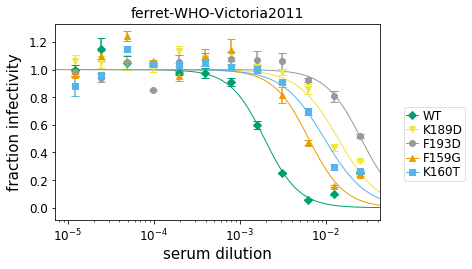 ferret-WHO-Victoria2011
fraction infectivity
1.2
1.0
0.8
0.6
0.4
0.2
0.0
10⁻⁵
10⁻⁴
10⁻³
10⁻²
serum dilution
WT
K189D
F193D
F159G
K160T